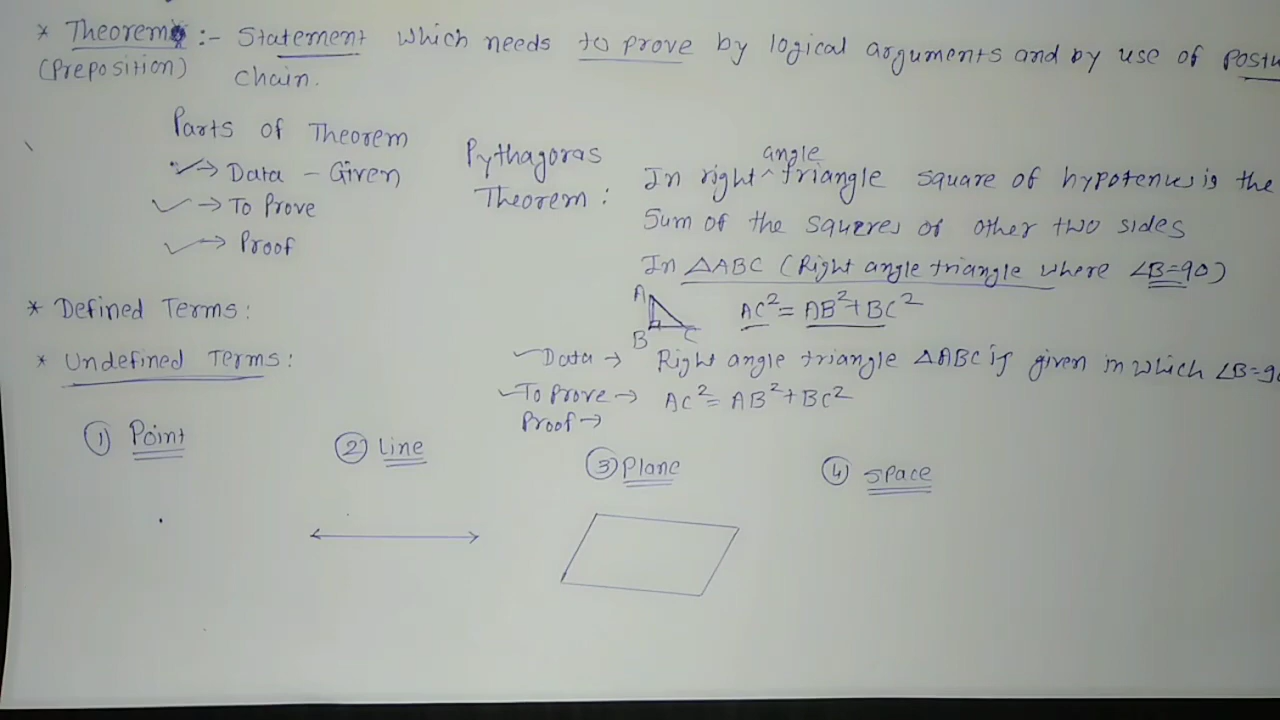 * Theorem :- Statement which needs to prove by logical arguments and by use of
(Preposition) chain.
Parts of Theorem
→ Data - Given
→ To Prove
→ Proof
Pythagoras
Theorem :
angle
In right ^ triangle square of hypotenus is the
Sum of the squeres of other two sides
In △ABC (Right angle triangle where ∠B=90)
A
B
C
AC²= AB²+BC²
* Defined Terms:
* Undefined Terms:
Data → Right angle triangle △ABC is given in which ∠B=90
To Prove → AC²= AB²+BC²
Proof →
① Point
② Line
③ Plane
④ Space